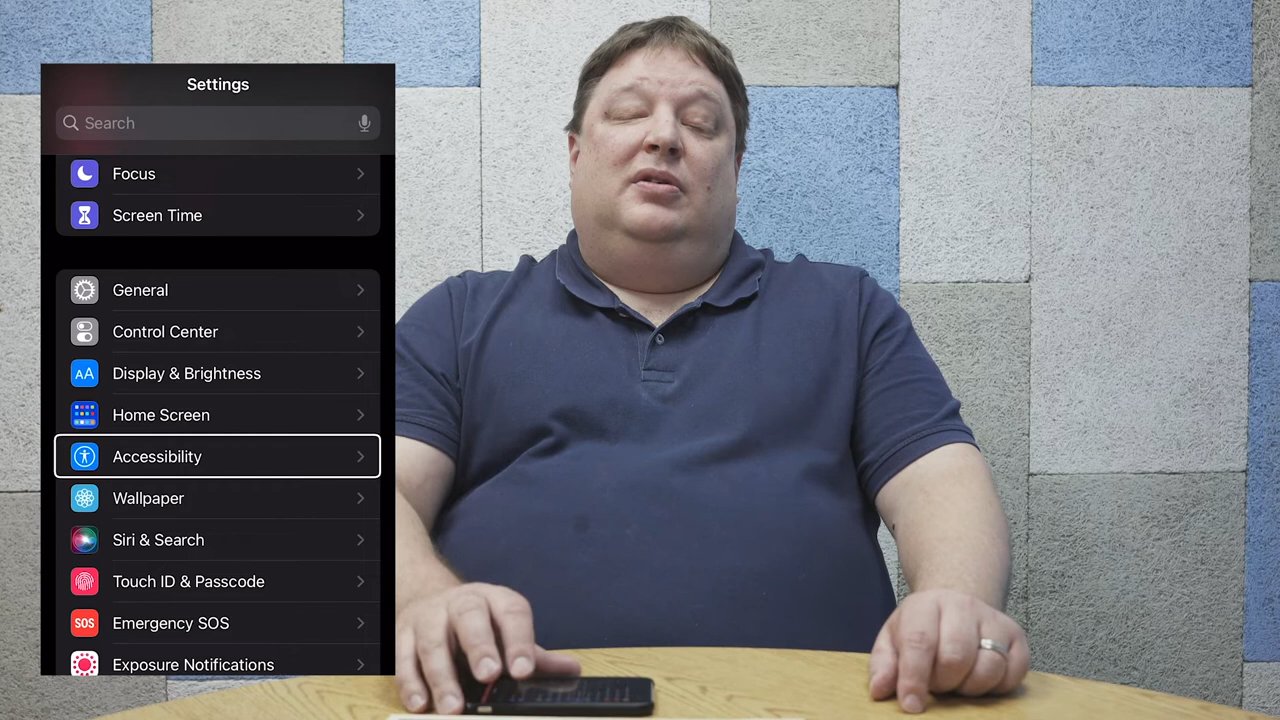 Settings
Search
Focus
Screen Time
General
Control Center
AA Display & Brightness
Home Screen
Accessibility
Wallpaper
Siri & Search
Touch ID & Passcode
SOS Emergency SOS
Exposure Notifications